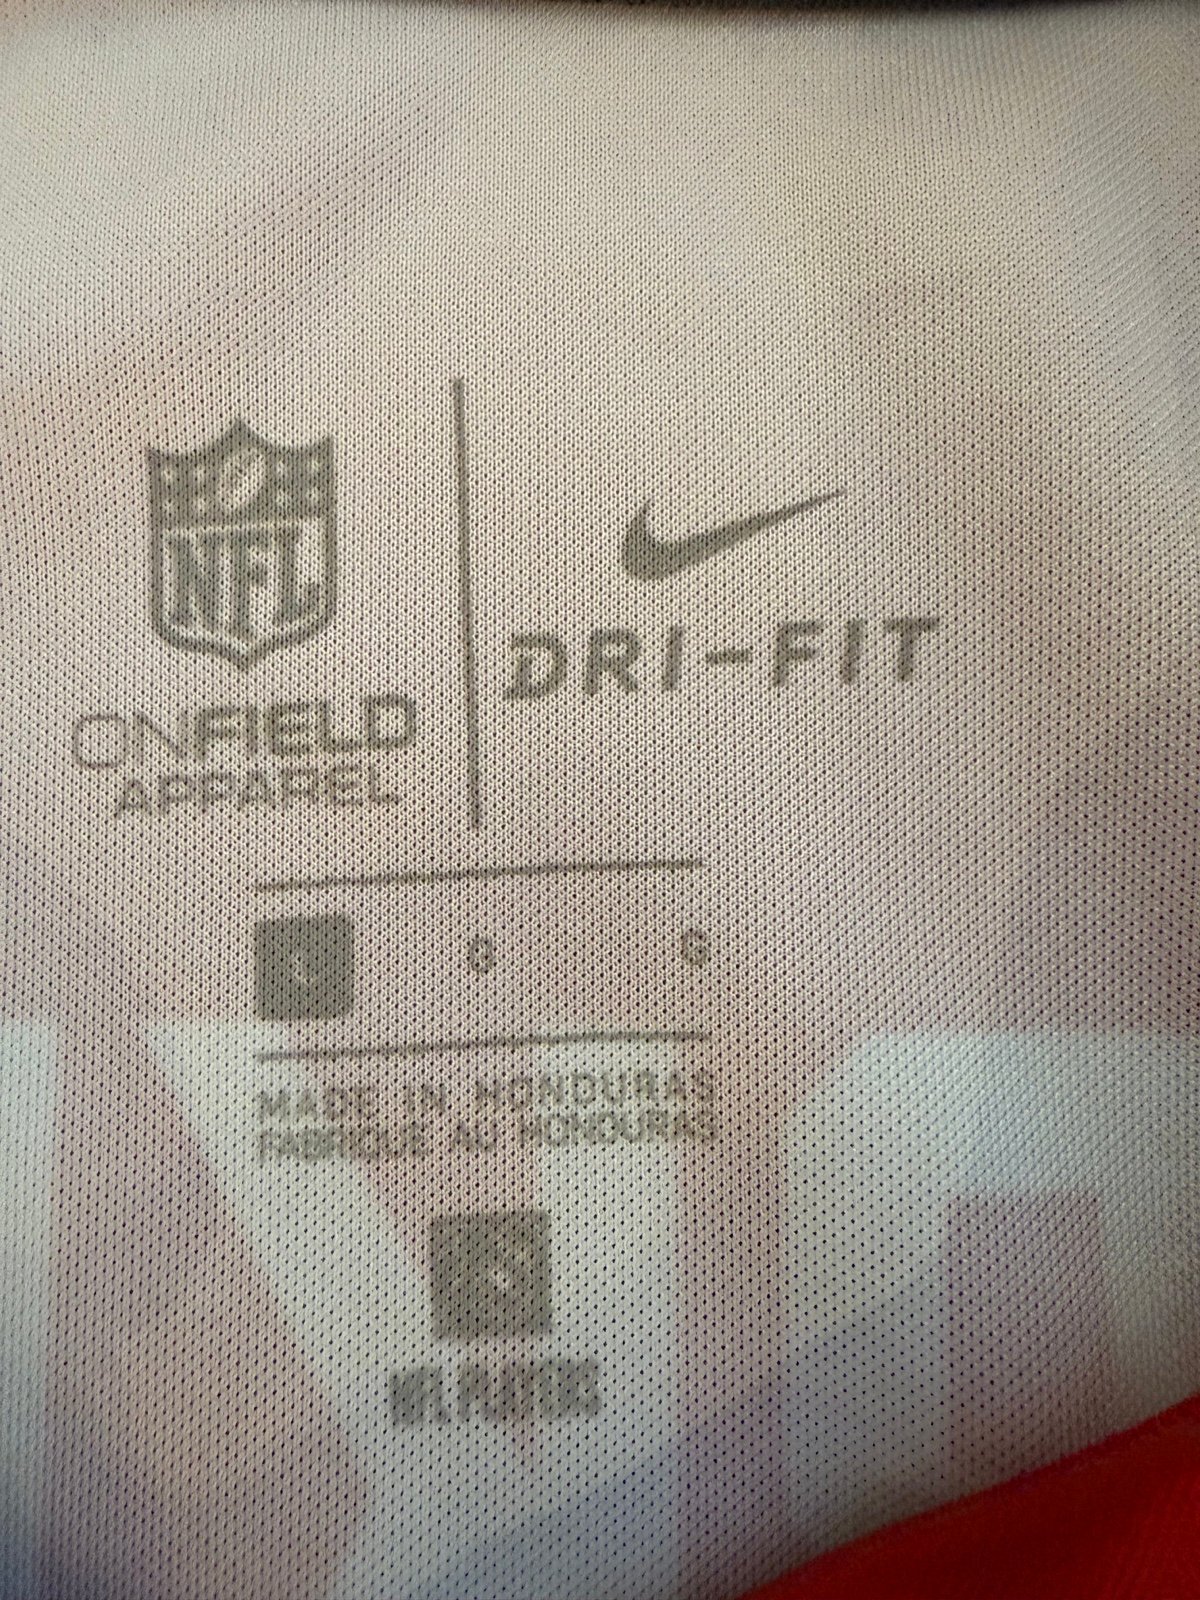 NFL
ONFIELD
APPAREL
DRI-FIT
L G G
MADE IN HONDURAS
FABRIQUE AU HONDURAS